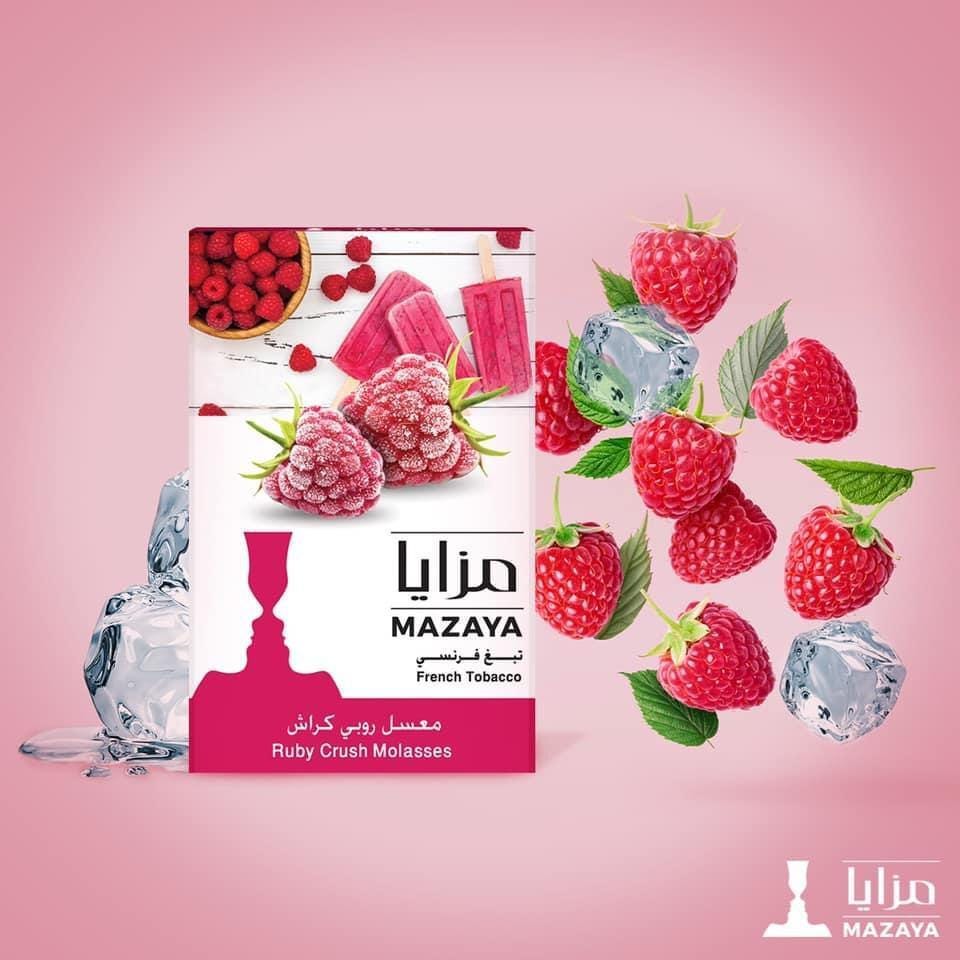 مزايا
MAZAYA
تبغ فرنسي
French Tobacco
معسل روبي كراش
Ruby Crush Molasses
مزايا
MAZAYA